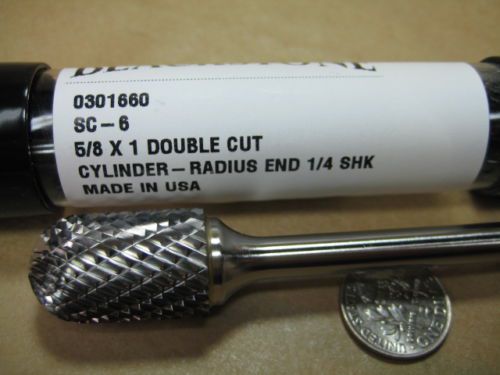 0301660
SC-6
5/8 X 1 DOUBLE CUT
CYLINDER-RADIUS END 1/4 SHK
MADE IN USA